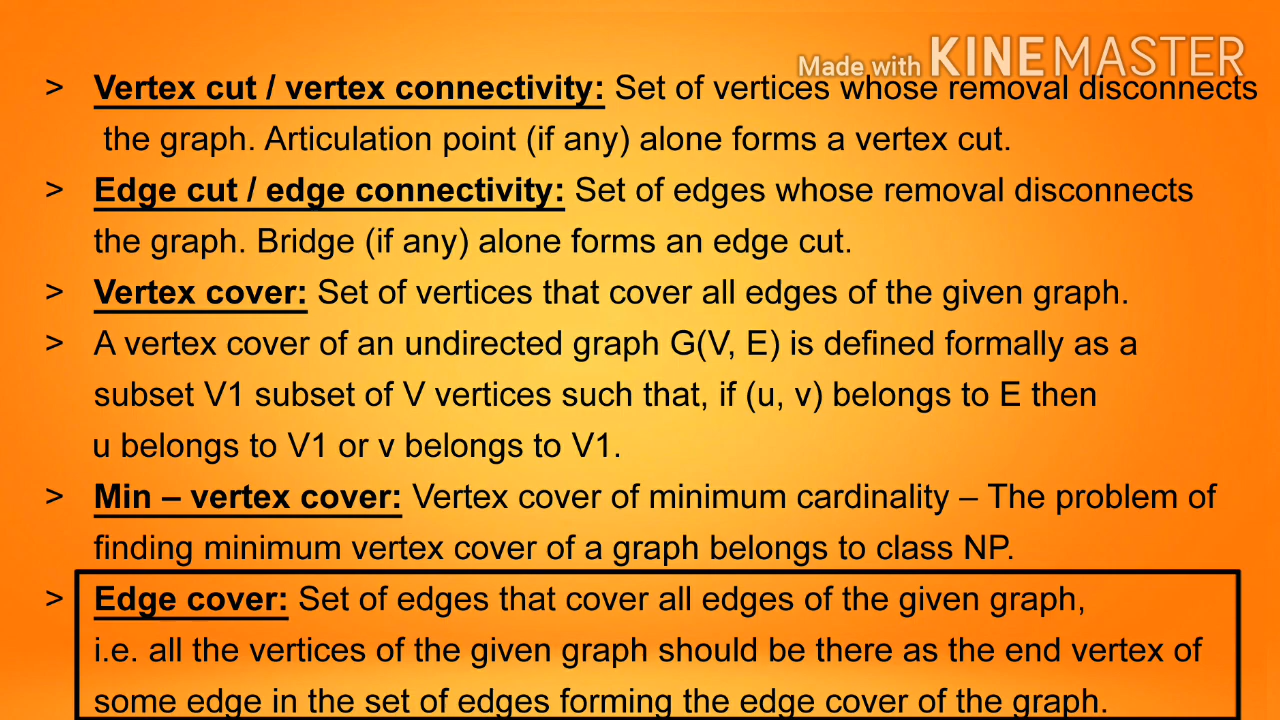 Made with KINEMASTER
> Vertex cut / vertex connectivity: Set of vertices whose removal disconnects
the graph. Articulation point (if any) alone forms a vertex cut.
> Edge cut / edge connectivity: Set of edges whose removal disconnects
the graph. Bridge (if any) alone forms an edge cut.
> Vertex cover: Set of vertices that cover all edges of the given graph.
> A vertex cover of an undirected graph G(V, E) is defined formally as a
subset V1 subset of V vertices such that, if (u, v) belongs to E then
u belongs to V1 or v belongs to V1.
> Min – vertex cover: Vertex cover of minimum cardinality – The problem of
finding minimum vertex cover of a graph belongs to class NP.
> Edge cover: Set of edges that cover all edges of the given graph,
i.e. all the vertices of the given graph should be there as the end vertex of
some edge in the set of edges forming the edge cover of the graph.